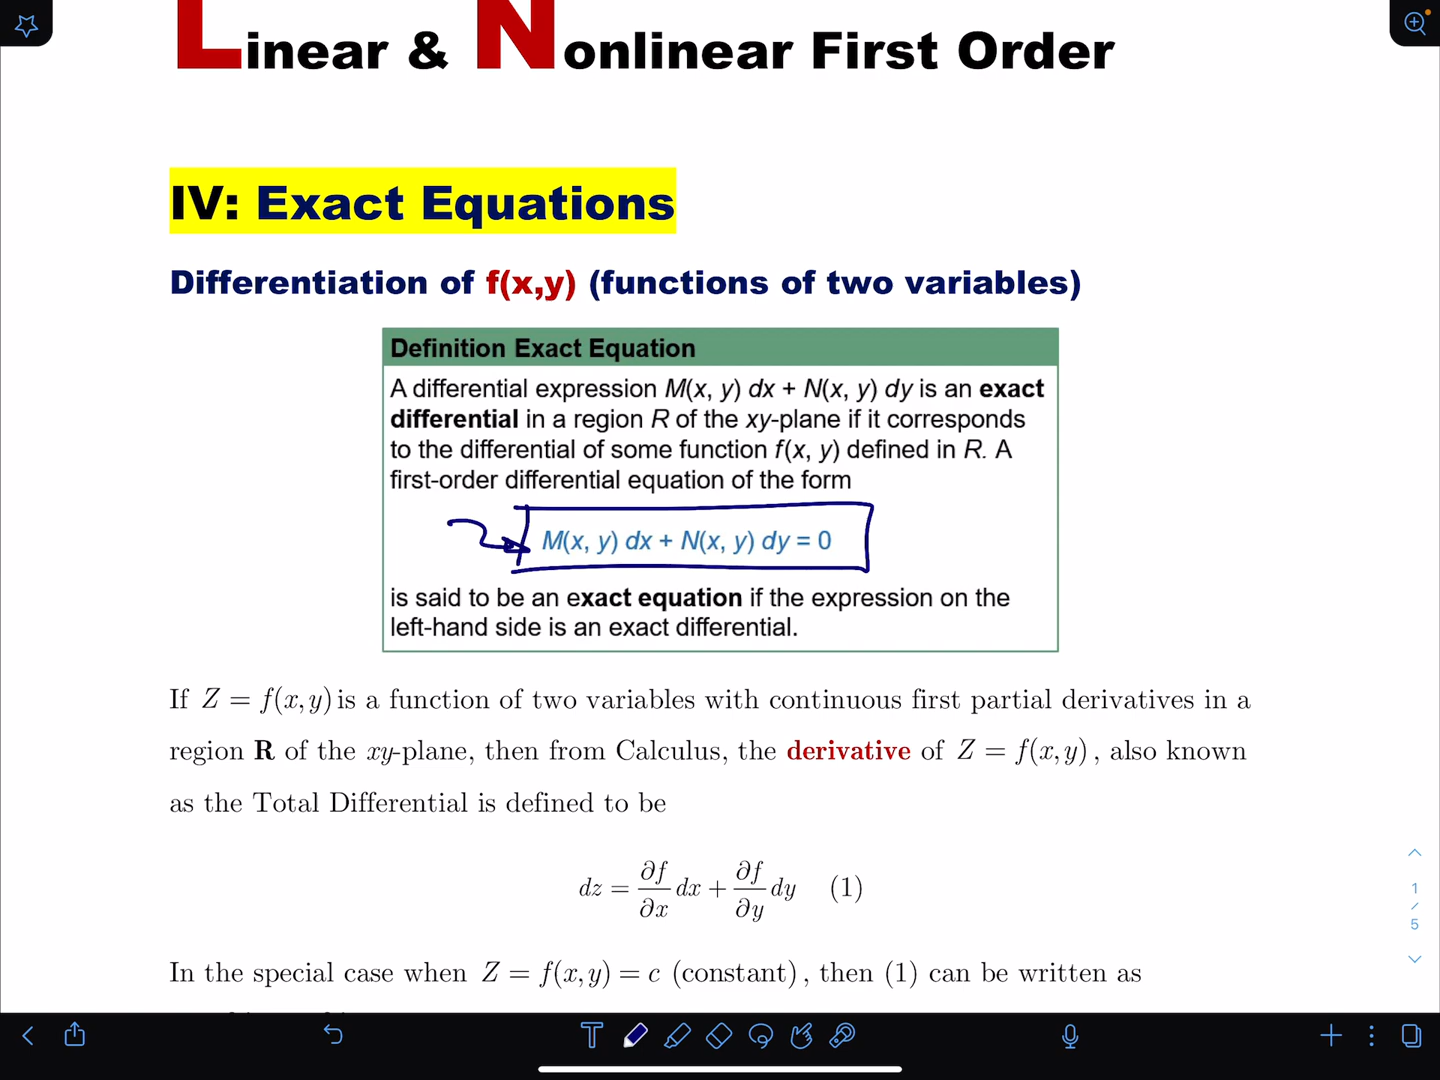 Linear & Nonlinear First Order
IV: Exact Equations
Differentiation of f(x,y) (functions of two variables)
Definition Exact Equation
A differential expression M(x, y) dx + N(x, y) dy is an exact
differential in a region R of the xy-plane if it corresponds
to the differential of some function f(x, y) defined in R. A
first-order differential equation of the form
M(x, y) dx + N(x, y) dy = 0
is said to be an exact equation if the expression on the
left-hand side is an exact differential.
If Z = f(x,y) is a function of two variables with continuous first partial derivatives in a
region R of the xy-plane, then from Calculus, the derivative of Z = f(x,y), also known
as the Total Differential is defined to be
dz = ∂f/∂x dx + ∂f/∂y dy (1)
In the special case when Z = f(x,y) = c (constant), then (1) can be written as
1
/
5